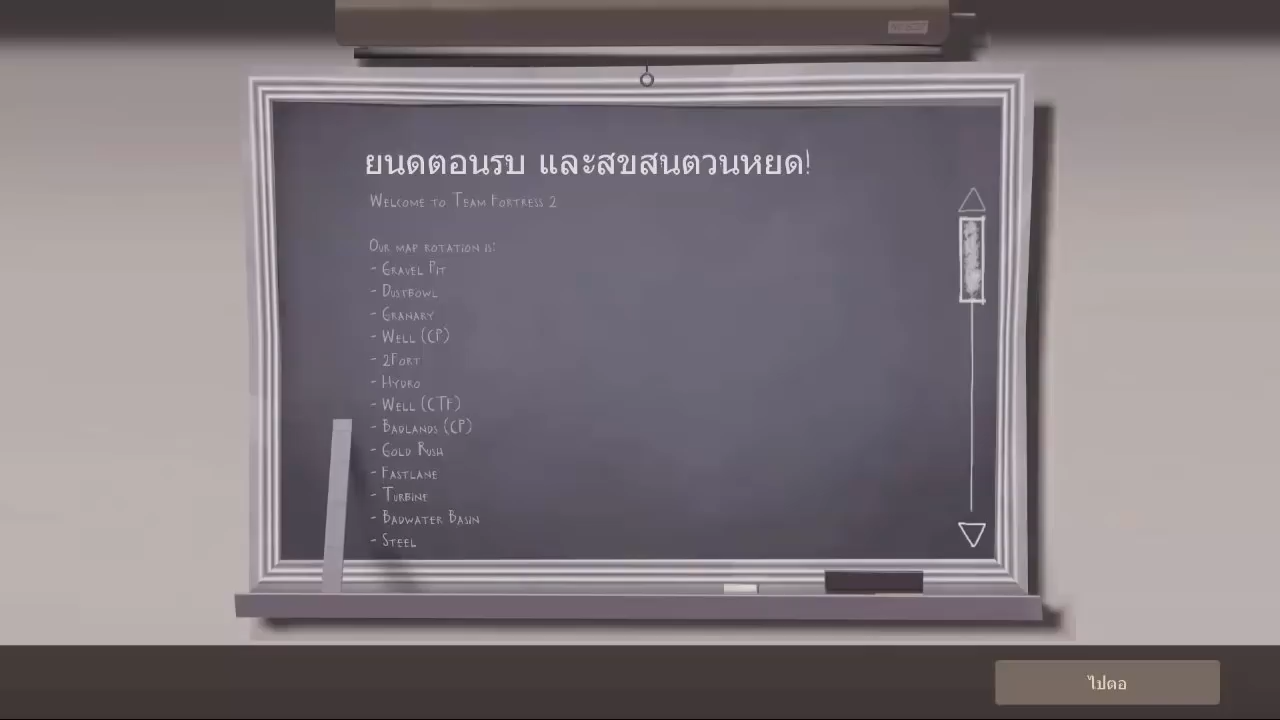 ยนดตอนรบ และสขสนตวนหยด!
Welcome to Team Fortress 2
Our map rotation is:
- Gravel Pit
- Dustbowl
- Granary
- Well (CP)
- 2Fort
- Hydro
- Well (CTF)
- Badlands (CP)
- Gold Rush
- Fastlane
- Turbine
- Badwater Basin
- Steel
ไปตอ